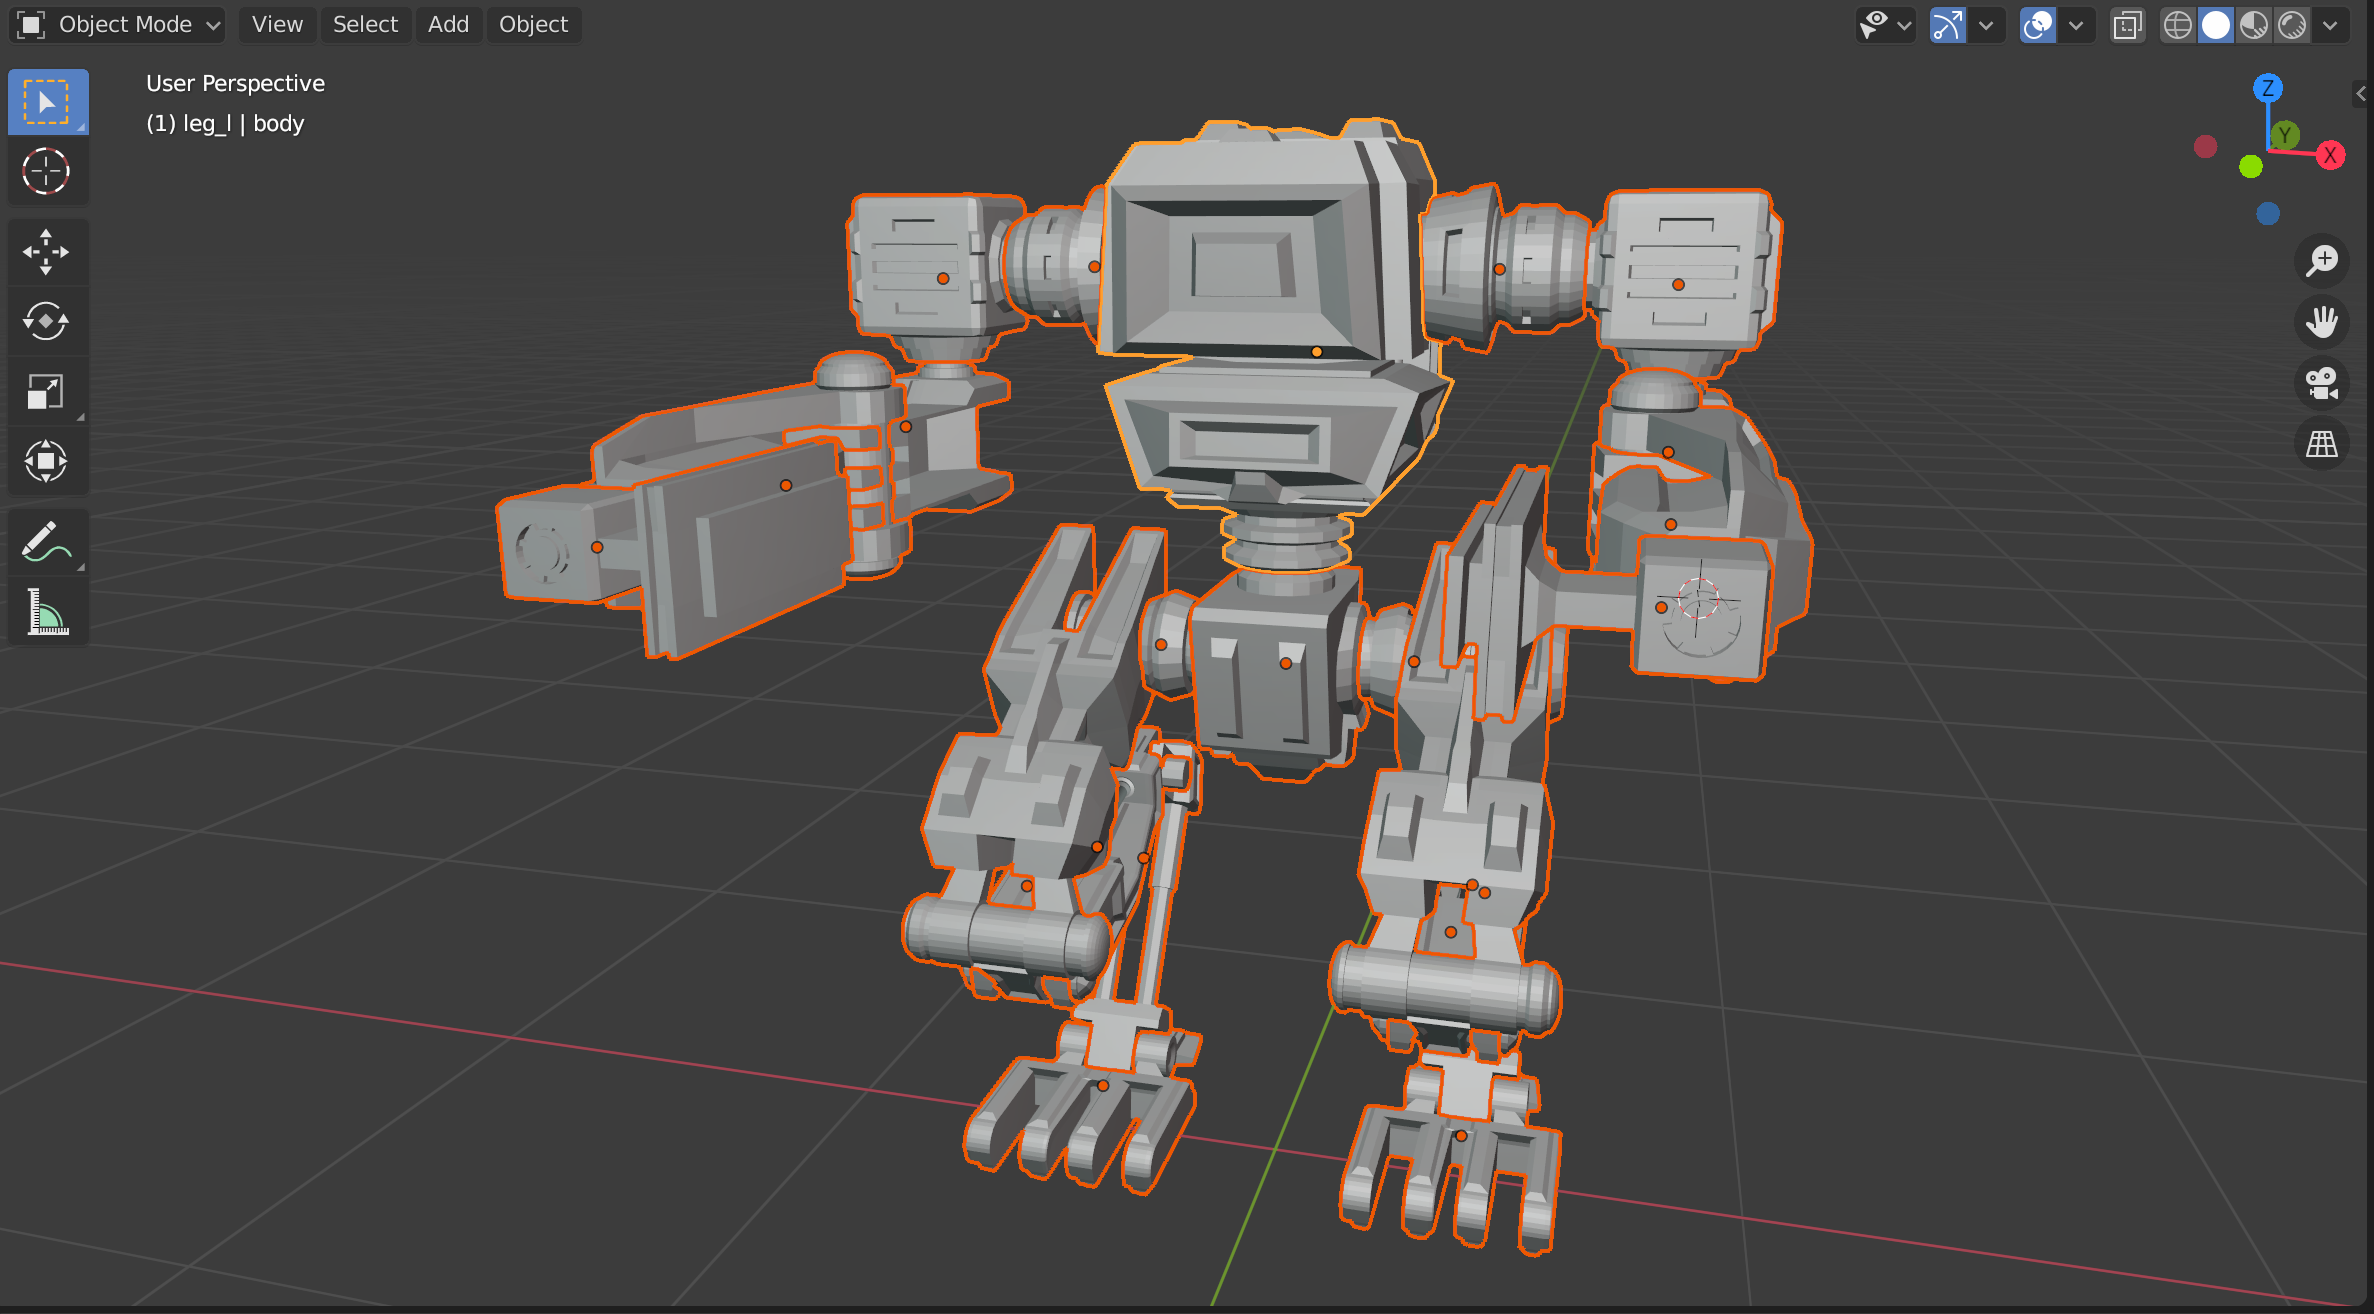 Object Mode View Select Add Object
User Perspective
(1) leg_l | body
Z
Y
X